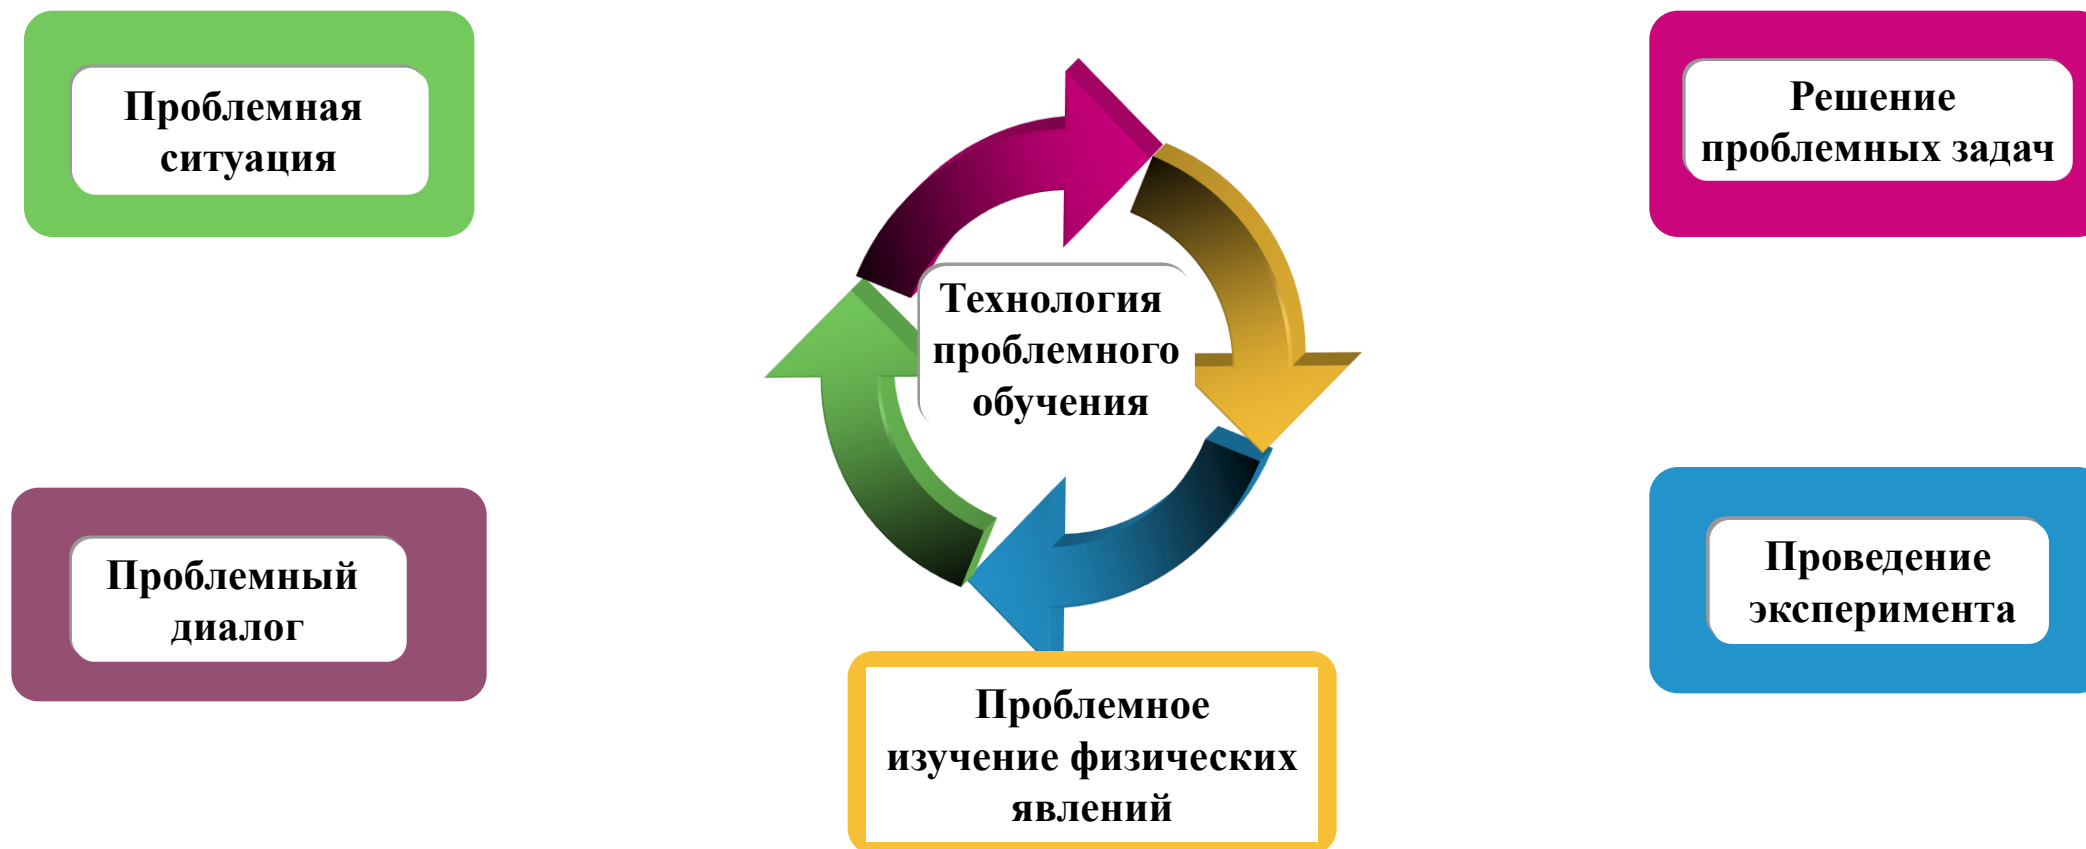 Проблемная
ситуация
Решение
проблемных задач
Технология
проблемного
обучения
Проблемный
диалог
Проведение
эксперимента
Проблемное
изучение физических
явлений